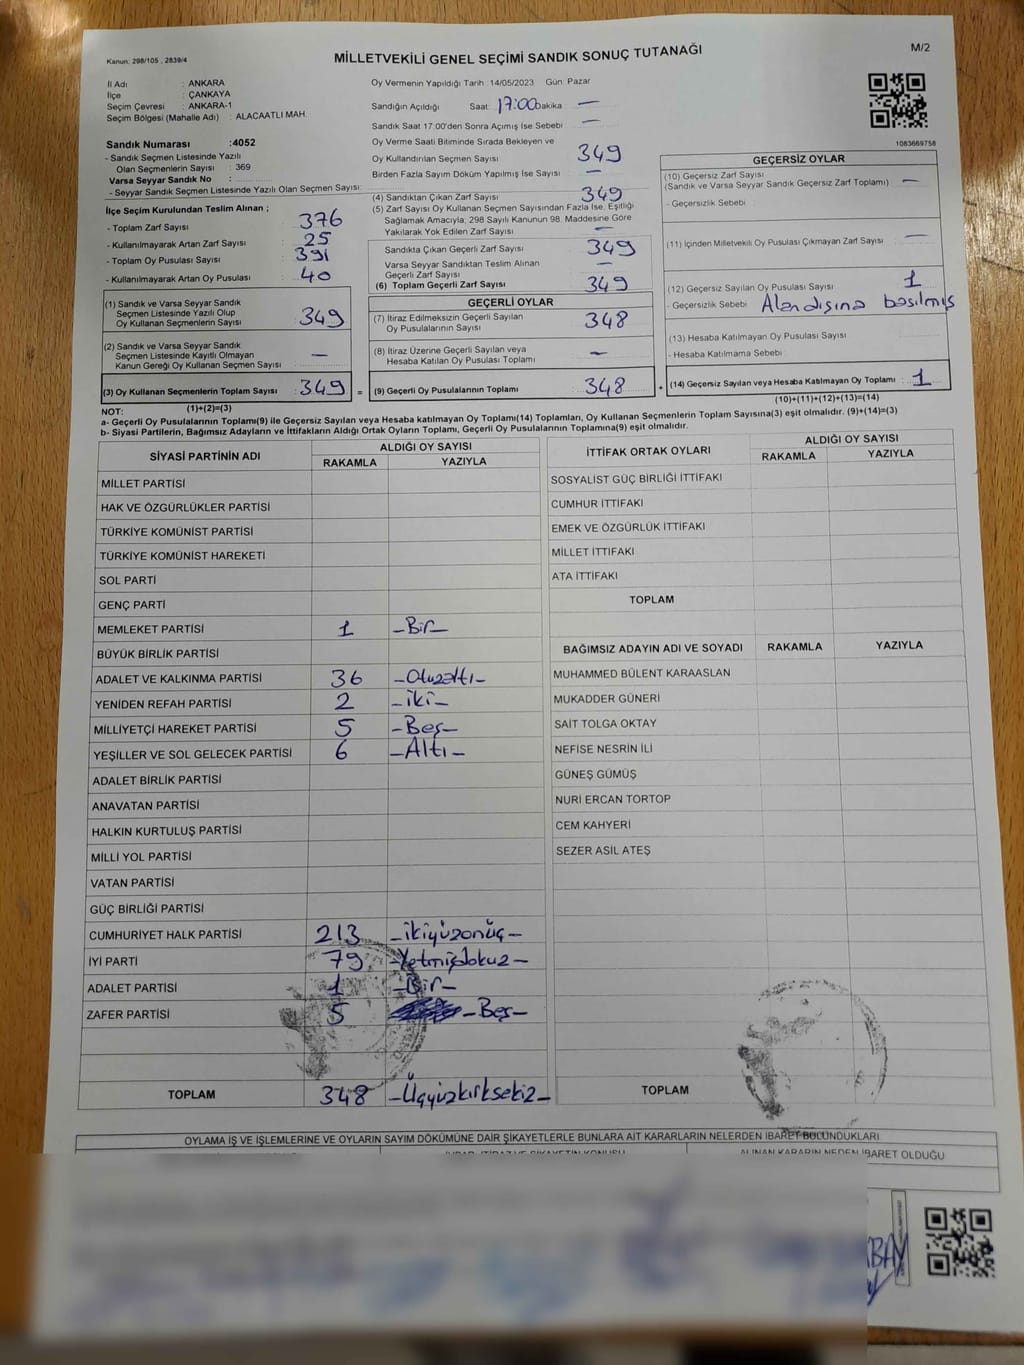 Kanun: 298/105 , 2839/4
MİLLETVEKİLİ GENEL SEÇİMİ SANDIK SONUÇ TUTANAĞI
M/2
İl Adı : ANKARA
İlçe : ÇANKAYA
Seçim Çevresi : ANKARA-1
Seçim Bölgesi (Mahalle Adı) : ALACAATLI MAH.
Sandık Numarası :4052
- Sandık Seçmen Listesinde Yazılı
Olan Seçmenlerin Sayısı : 369
Varsa Seyyar Sandık No :
- Seyyar Sandık Seçmen Listesinde Yazılı Olan Seçmen Sayısı:
İlçe Seçim Kurulundan Teslim Alınan ;
- Toplam Zarf Sayısı : 376
- Kullanılmayarak Artan Zarf Sayısı : 25
- Toplam Oy Pusulası Sayısı : 391
- Kullanılmayarak Artan Oy Pusulası : 40
(1) Sandık ve Varsa Seyyar Sandık
Seçmen Listesinde Yazılı Olup
Oy Kullanan Seçmenlerin Sayısı : 349
(2) Sandık ve Varsa Seyyar Sandık
Seçmen Listesinde Kayıtlı Olmayan
Kanun Gereği Oy Kullanan Seçmen Sayısı : —
(3) Oy Kullanan Seçmenlerin Toplam Sayısı : 349 =
(1)+(2)=(3)
Oy Vermenin Yapıldığı Tarih : 14/05/2023 Gün: Pazar
Sandığın Açıldığı Saat: 17:00 Dakika : —
Sandık Saat 17.00'den Sonra Açımış İse Sebebi : —
Oy Verme Saati Bitiminde Sırada Bekleyen ve
Oy Kullandırılan Seçmen Sayısı : 349
Birden Fazla Sayım Döküm Yapılmış İse Sayısı : —
(4) Sandıktan Çıkan Zarf Sayısı : 349
(5) Zarf Sayısı Oy Kullanan Seçmen Sayısından Fazla İse, Eşitliği
Sağlamak Amacıyla; 298 Sayılı Kanunun 98. Maddesine Göre
Yakılarak Yok Edilen Zarf Sayısı : —
Sandıkta Çıkan Geçerli Zarf Sayısı : 349
Varsa Seyyar Sandıktan Teslim Alınan
Geçerli Zarf Sayısı : —
(6) Toplam Geçerli Zarf Sayısı : 349
GEÇERLİ OYLAR
(7) İtiraz Edilmeksizin Geçerli Sayılan
Oy Pusulalarının Sayısı : 348
(8) İtiraz Üzerine Geçerli Sayılan veya
Hesaba Katılan Oy Pusulası Toplamı : —
(9) Geçerli Oy Pusulalarının Toplamı : 348 +
1083669758
GEÇERSİZ OYLAR
(10) Geçersiz Zarf Sayısı
(Sandık ve Varsa Seyyar Sandık Geçersiz Zarf Toplamı) : —
- Geçersizlik Sebebi :
(11) İçinden Milletvekili Oy Pusulası Çıkmayan Zarf Sayısı : —
(12) Geçersiz Sayılan Oy Pusulası Sayısı : 1
- Geçersizlik Sebebi : Alandışına basılmış
(13) Hesaba Katılmayan Oy Pusulası Sayısı :
- Hesaba Katılmama Sebebi :
(14) Geçersiz Sayılan veya Hesaba Katılmayan Oy Toplamı : 1
(10)+(11)+(12)+(13)=(14)
NOT:
a- Geçerli Oy Pusulalarının Toplamı(9) ile Geçersiz Sayılan veya Hesaba katılmayan Oy Toplamı(14) Toplamları, Oy Kullanan Seçmenlerin Toplam Sayısına(3) eşit olmalıdır. (9)+(14)=(3)
b- Siyasi Partilerin, Bağımsız Adayların ve İttifakların Aldığı Ortak Oyların Toplamı, Geçerli Oy Pusulalarının Toplamına(9) eşit olmalıdır.
SİYASİ PARTİNİN ADI ALDIĞI OY SAYISI
RAKAMLA YAZIYLA
MİLLET PARTİSİ
HAK VE ÖZGÜRLÜKLER PARTİSİ
TÜRKİYE KOMÜNİST PARTİSİ
TÜRKİYE KOMÜNİST HAREKETİ
SOL PARTİ
GENÇ PARTİ
MEMLEKET PARTİSİ 1 -Bir-
BÜYÜK BİRLİK PARTİSİ
ADALET VE KALKINMA PARTİSİ 36 -Otuzaltı-
YENİDEN REFAH PARTİSİ 2 -iki-
MİLLİYETÇİ HAREKET PARTİSİ 5 -Beş-
YEŞİLLER VE SOL GELECEK PARTİSİ 6 -Altı-
ADALET BİRLİK PARTİSİ
ANAVATAN PARTİSİ
HALKIN KURTULUŞ PARTİSİ
MİLLİ YOL PARTİSİ
VATAN PARTİSİ
GÜÇ BİRLİĞİ PARTİSİ
CUMHURİYET HALK PARTİSİ 213 -ikiyüzonüç-
İYİ PARTİ 79 -Yetmişdokuz-
ADALET PARTİSİ 1 -Bir-
ZAFER PARTİSİ 5 -Beş-
TOPLAM 348 -Üçyüzkırksekiz-
İTTİFAK ORTAK OYLARI ALDIĞI OY SAYISI
RAKAMLA YAZIYLA
SOSYALİST GÜÇ BİRLİĞİ İTTİFAKI
CUMHUR İTTİFAKI
EMEK VE ÖZGÜRLÜK İTTİFAKI
MİLLET İTTİFAKI
ATA İTTİFAKI
TOPLAM
BAĞIMSIZ ADAYIN ADI VE SOYADI RAKAMLA YAZIYLA
MUHAMMED BÜLENT KARAASLAN
MUKADDER GÜNERİ
SAİT TOLGA OKTAY
NEFİSE NESRİN İLİ
GÜNEŞ GÜMÜŞ
NURİ ERCAN TORTOP
CEM KAHYERİ
SEZER ASIL ATEŞ
TOPLAM
OYLAMA İŞ VE İŞLEMLERİNE VE OYLARIN SAYIM DÖKÜMÜNE DAİR ŞİKAYETLERLE BUNLARA AİT KARARLARIN NELERDEN İBARET BULUNDUKLARI
ALINAN KARARIN NEDEN İBARET OLDUĞU